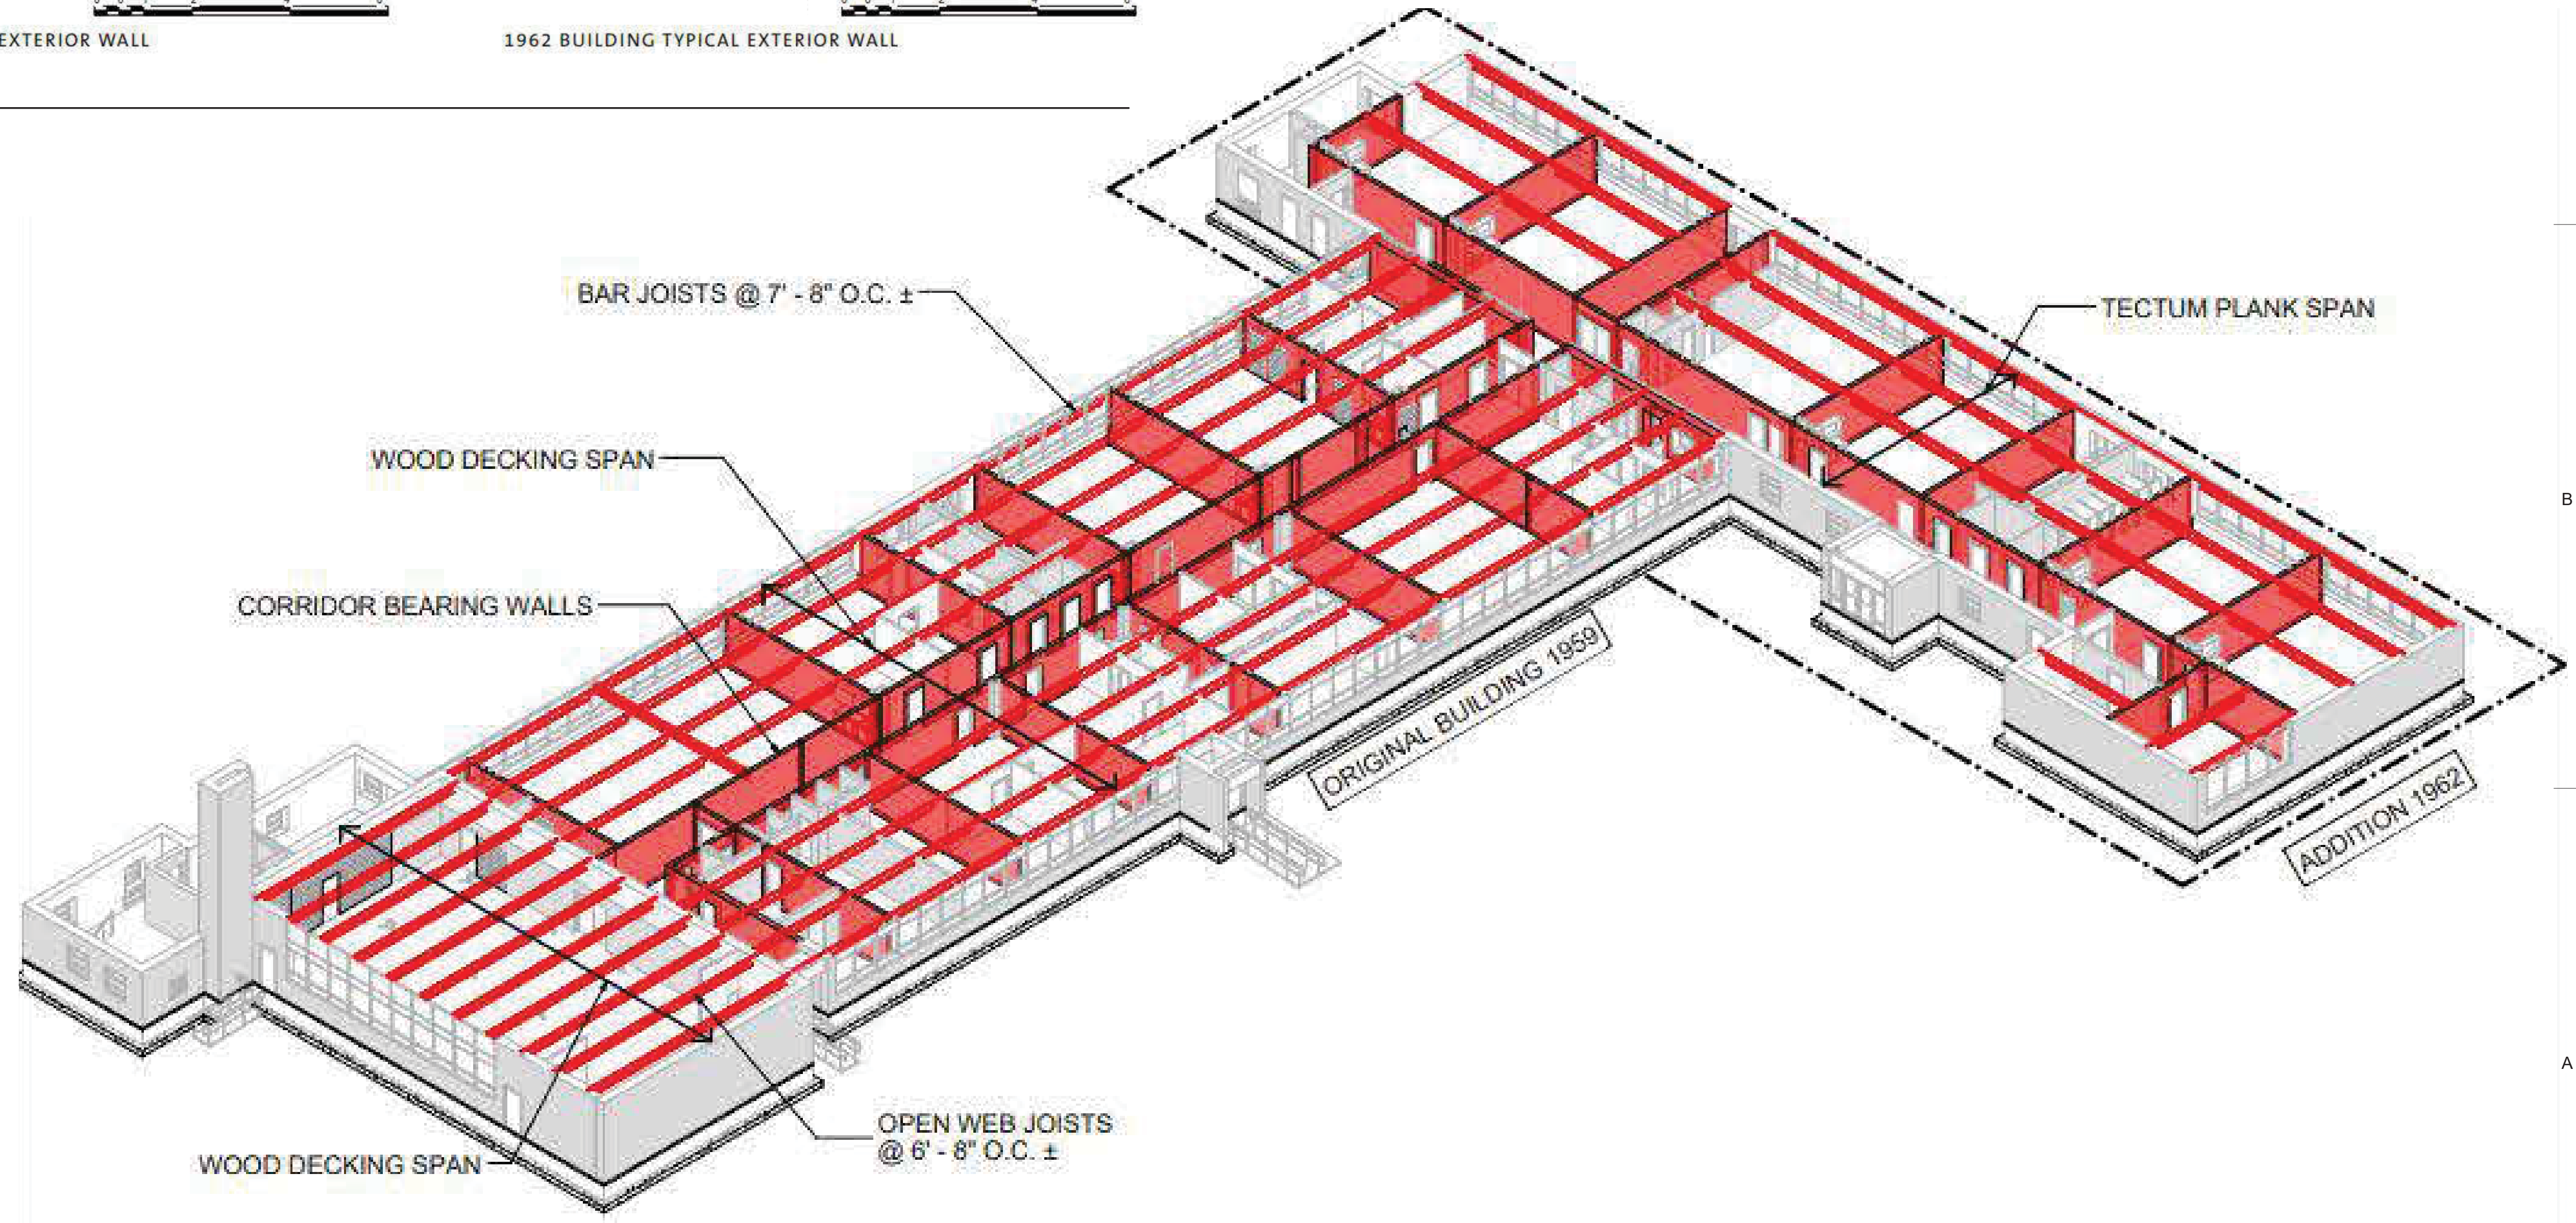 EXTERIOR WALL
1962 BUILDING TYPICAL EXTERIOR WALL
BAR JOISTS @ 7' - 8" O.C. ±
TECTUM PLANK SPAN
WOOD DECKING SPAN
B
CORRIDOR BEARING WALLS
ORIGINAL BUILDING 1959
ADDITION 1962
A
OPEN WEB JOISTS
@ 6' - 8" O.C. ±
WOOD DECKING SPAN